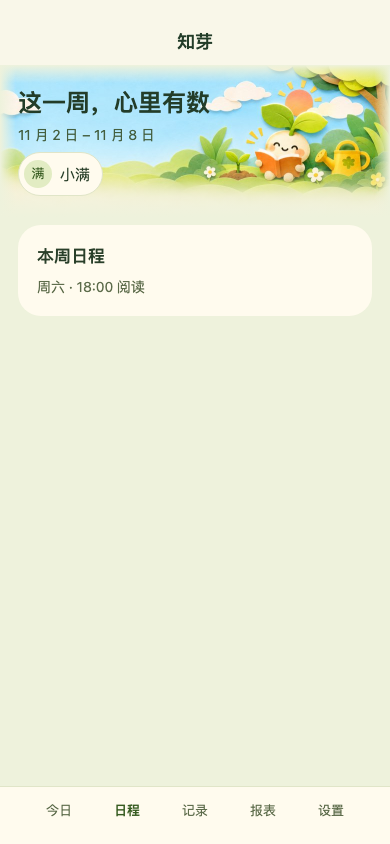 知芽
这一周，心里有数
11 月 2 日 – 11 月 8 日
满 小满
本周日程
周六 · 18:00 阅读
今日 日程 记录 报表 设置